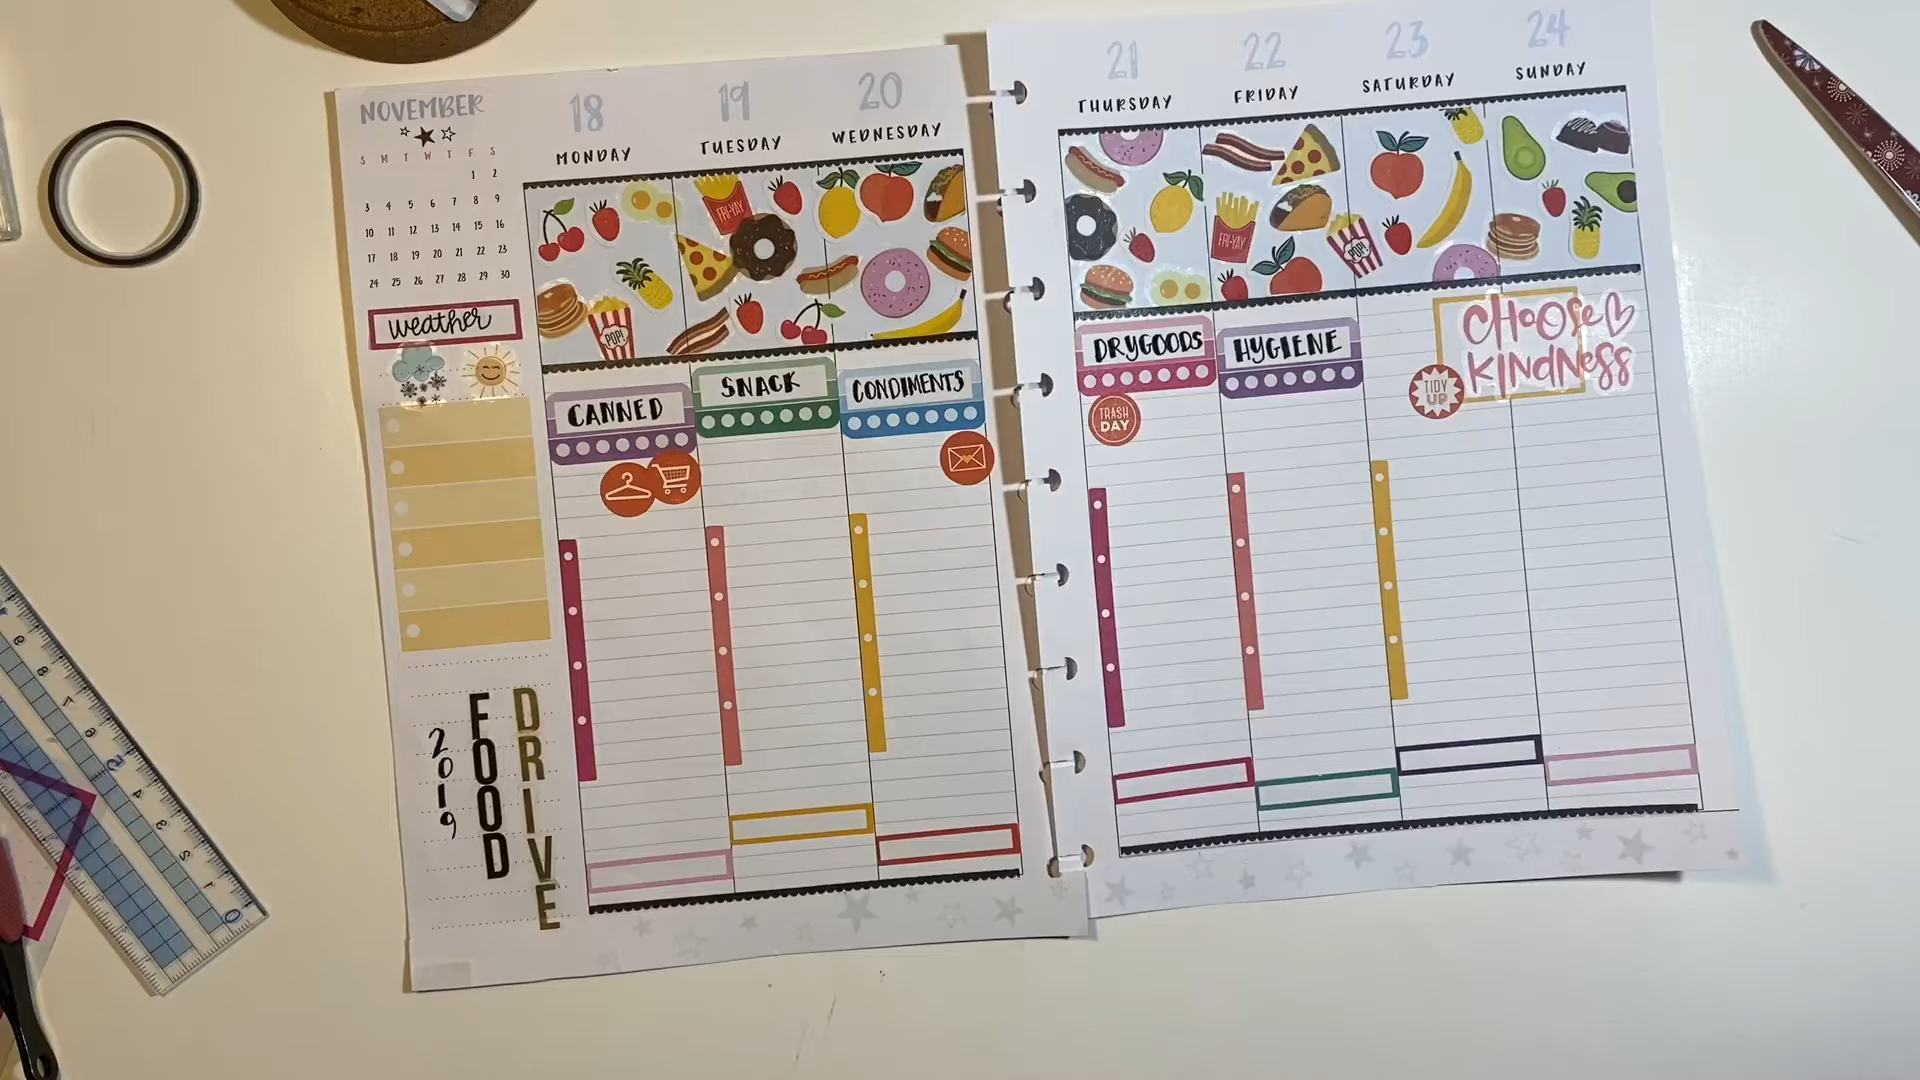 NOVEMBER
S M T W T F S
1 2
3 4 5 6 7 8 9
10 11 12 13 14 15 16
17 18 19 20 21 22 23
24 25 26 27 28 29 30
weather
2019
FOOD
DRIVE
18
MONDAY
19
TUESDAY
20
WEDNESDAY
FRI-YAY
POP!
CANNED
SNACK
CONDIMENTS
21
THURSDAY
22
FRIDAY
23
SATURDAY
24
SUNDAY
FRI-YAY
POP!
DRYGOODS
HYGIENE
CHOOSE
KINDNESS
TRASH
DAY
TIDY
UP